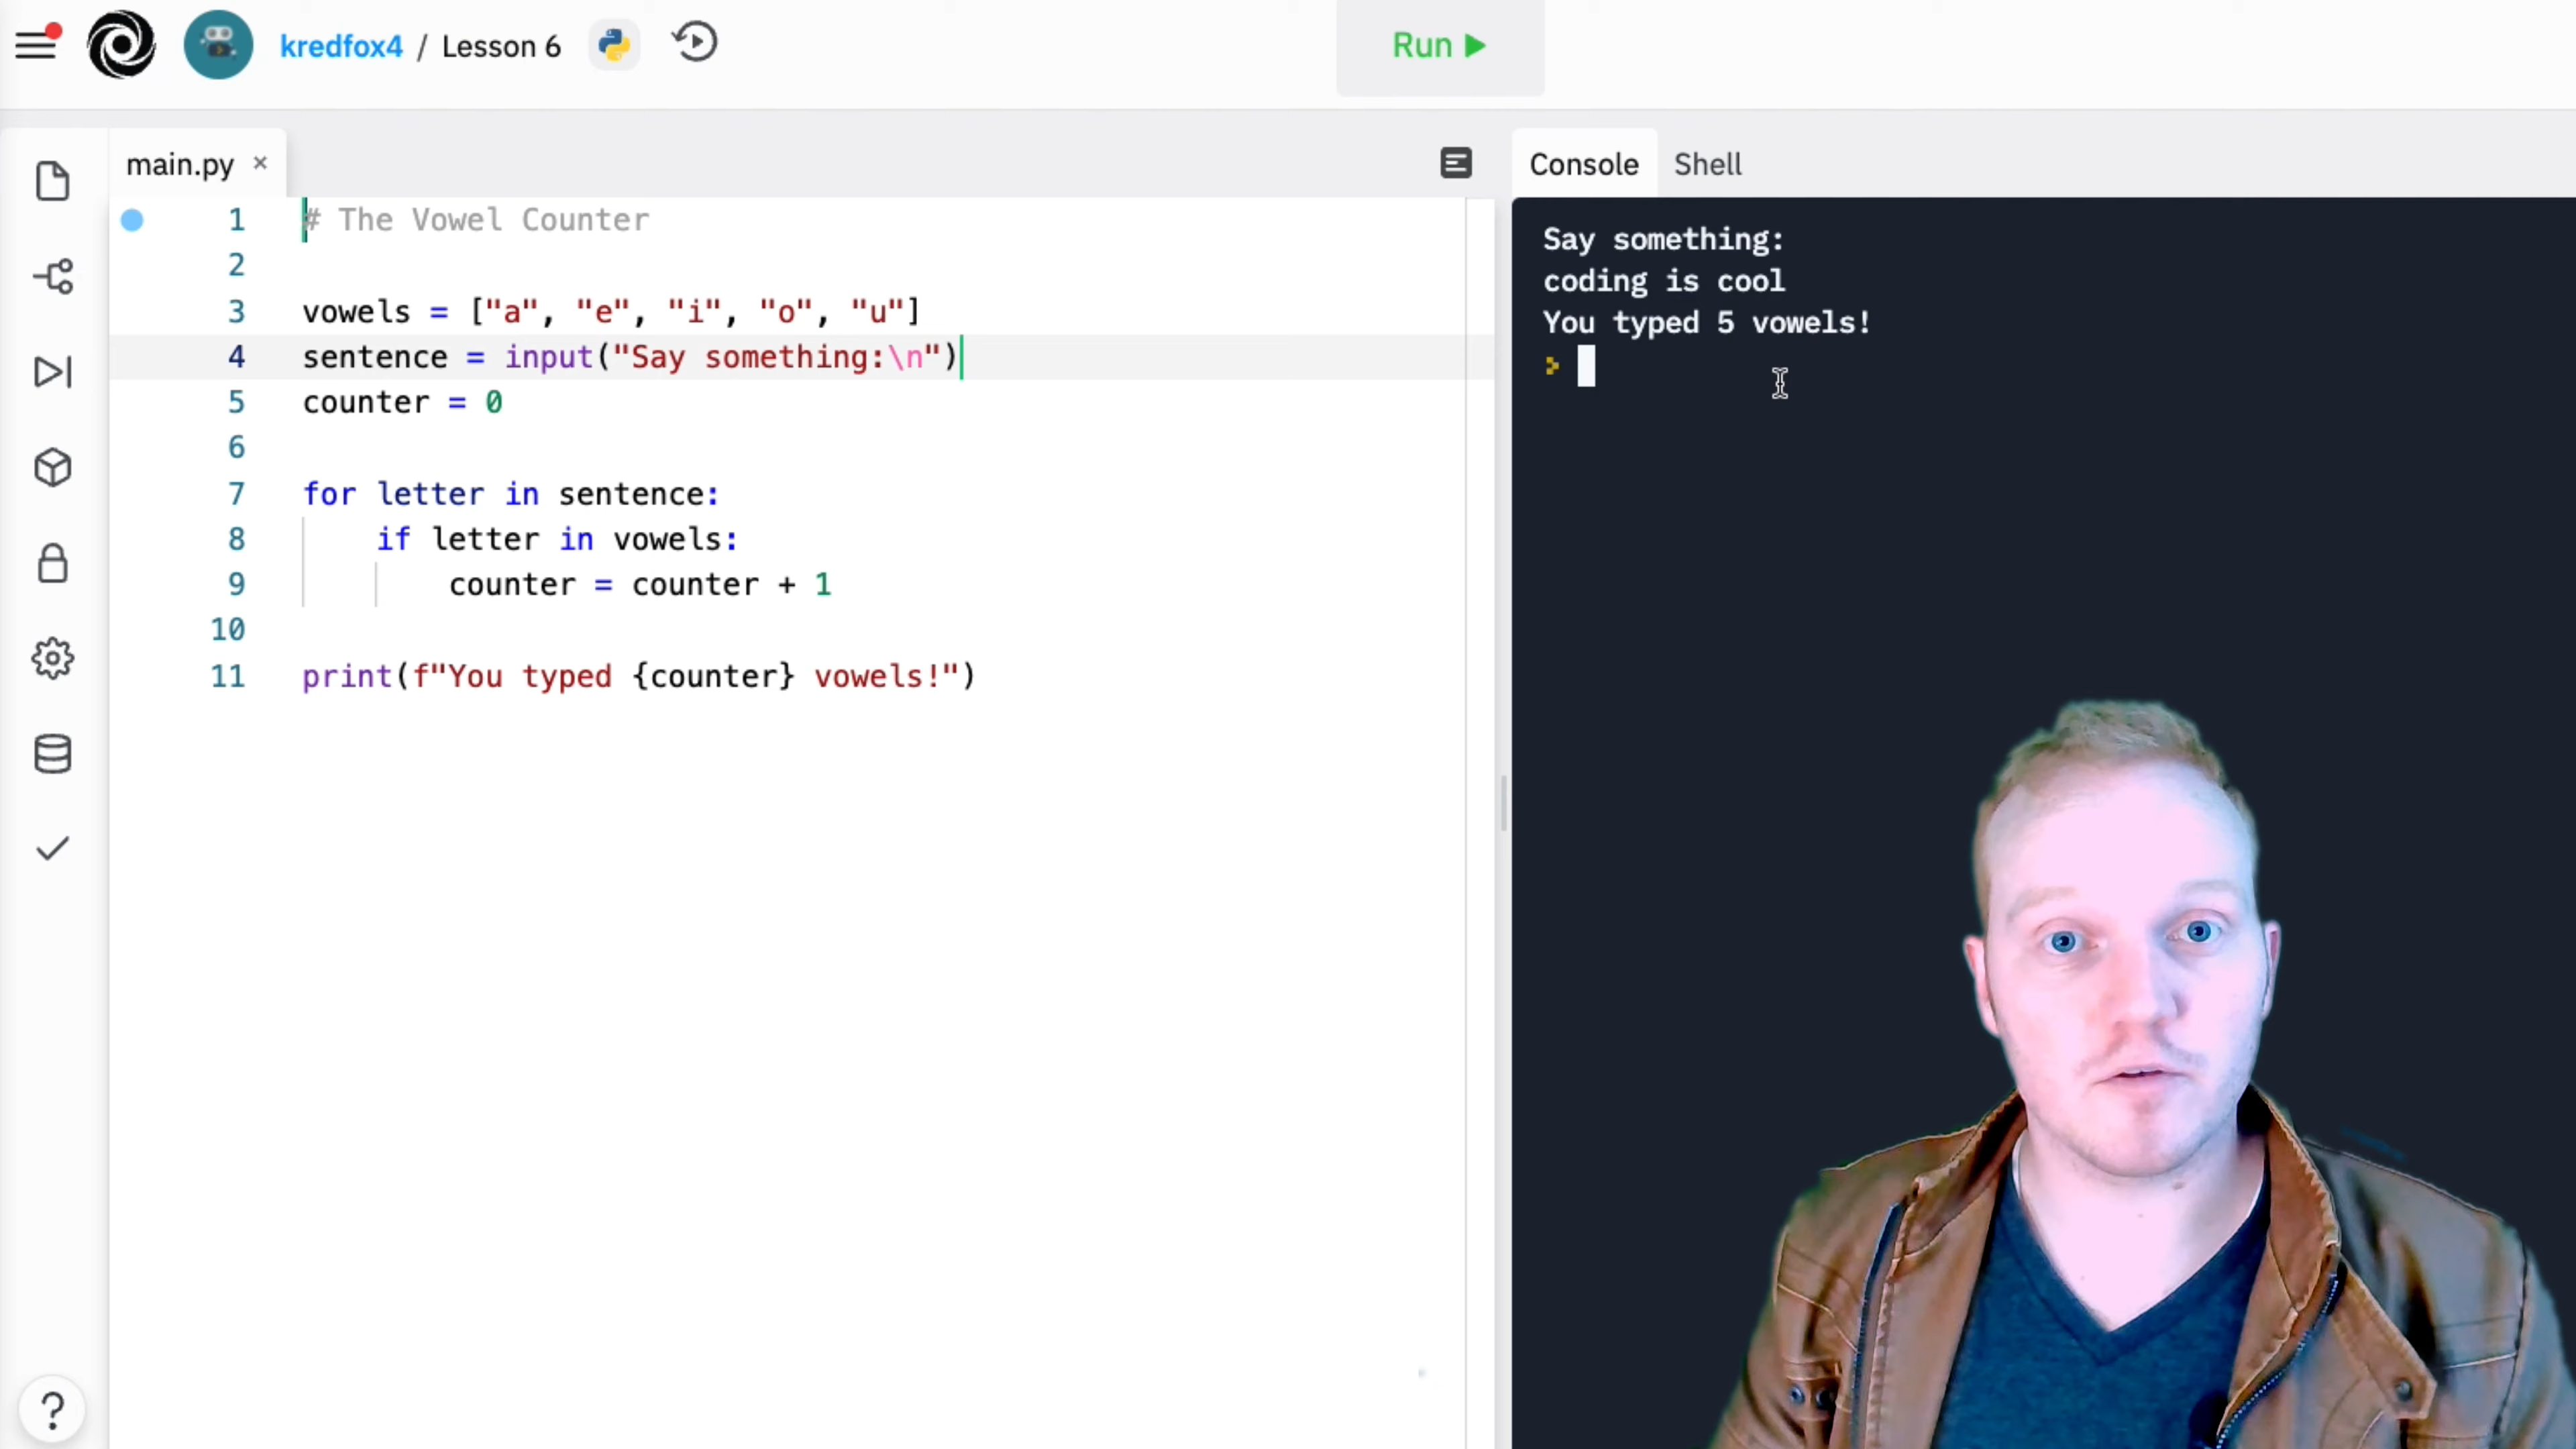 kredfox4 / Lesson 6
Run
main.py ×
Console Shell
1 # The Vowel Counter
2
3 vowels = ["a", "e", "i", "o", "u"]
4 sentence = input("Say something:\n")
5 counter = 0
6
7 for letter in sentence:
8 if letter in vowels:
9 counter = counter + 1
10
11 print(f"You typed {counter} vowels!")
Say something:
coding is cool
You typed 5 vowels!
>
?